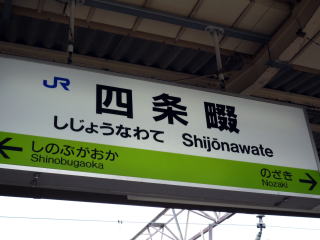 JR 四条畷
しじょうなわて Shijōnawate
← しのぶがおか のざき →
Shinobugaoka Nozaki